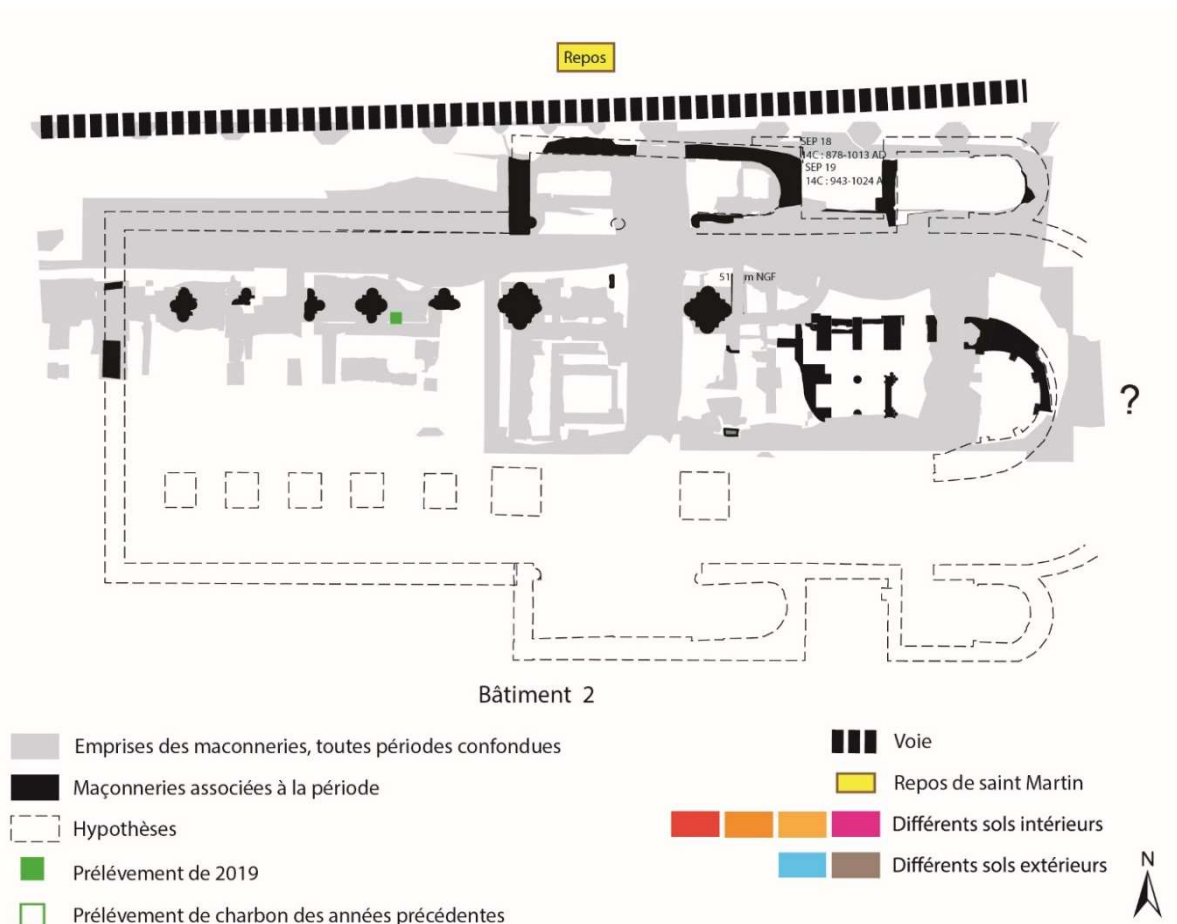 Repos
SEP 18
14C : 878-1013 AD
SEP 19
14C : 943-1024 A
51 m NGF
?
Bâtiment 2
Emprises des maconneries, toutes périodes confondues
Maçonneries associées à la période
Hypothèses
Prélévement de 2019
Prélévement de charbon des années précédentes
Voie
Repos de saint Martin
Différents sols intérieurs
Différents sols extérieurs
N